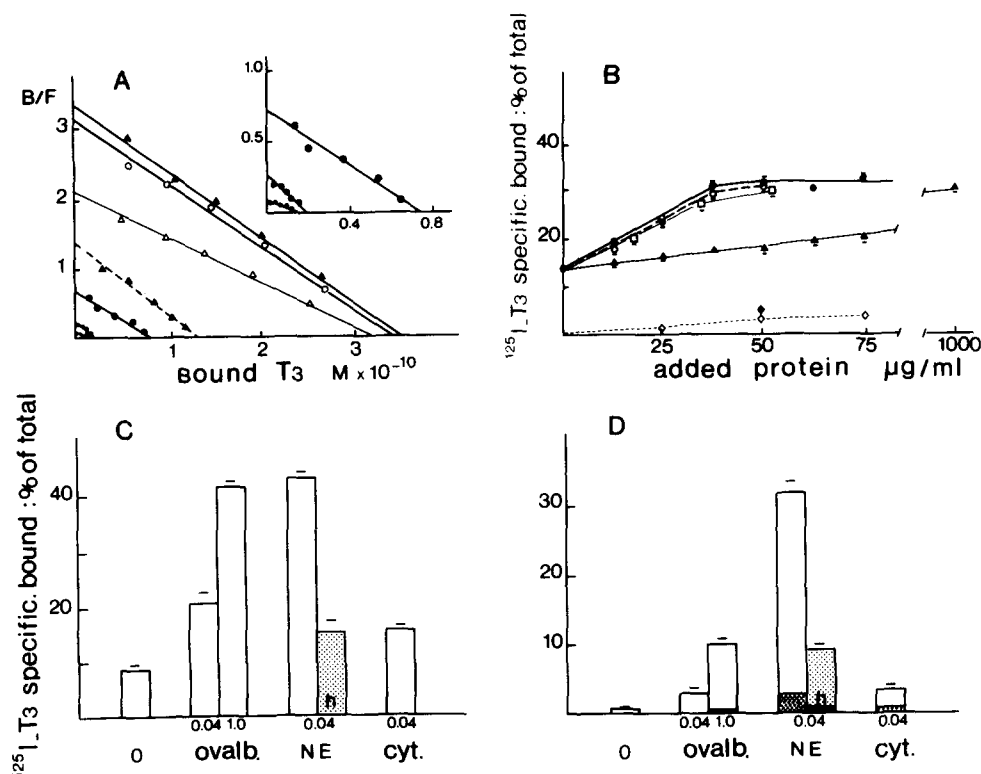 A
B/F
3
2
1
1.0
0.5
0.4 0.8
1 2 3
Bound T3 M x 10⁻¹⁰
B
¹²⁵I_T3 specific. bound : % of total
40
20
25 50 75 1000
added protein µg/ml
C
¹²⁵I_T3 specific. bound : % of total
40
20
h
0.04 1.0 0.04 0.04
0 ovalb. NE cyt.
D
30
20
10
h
0.04 1.0 0.04 0.04
0 ovalb. NE cyt.